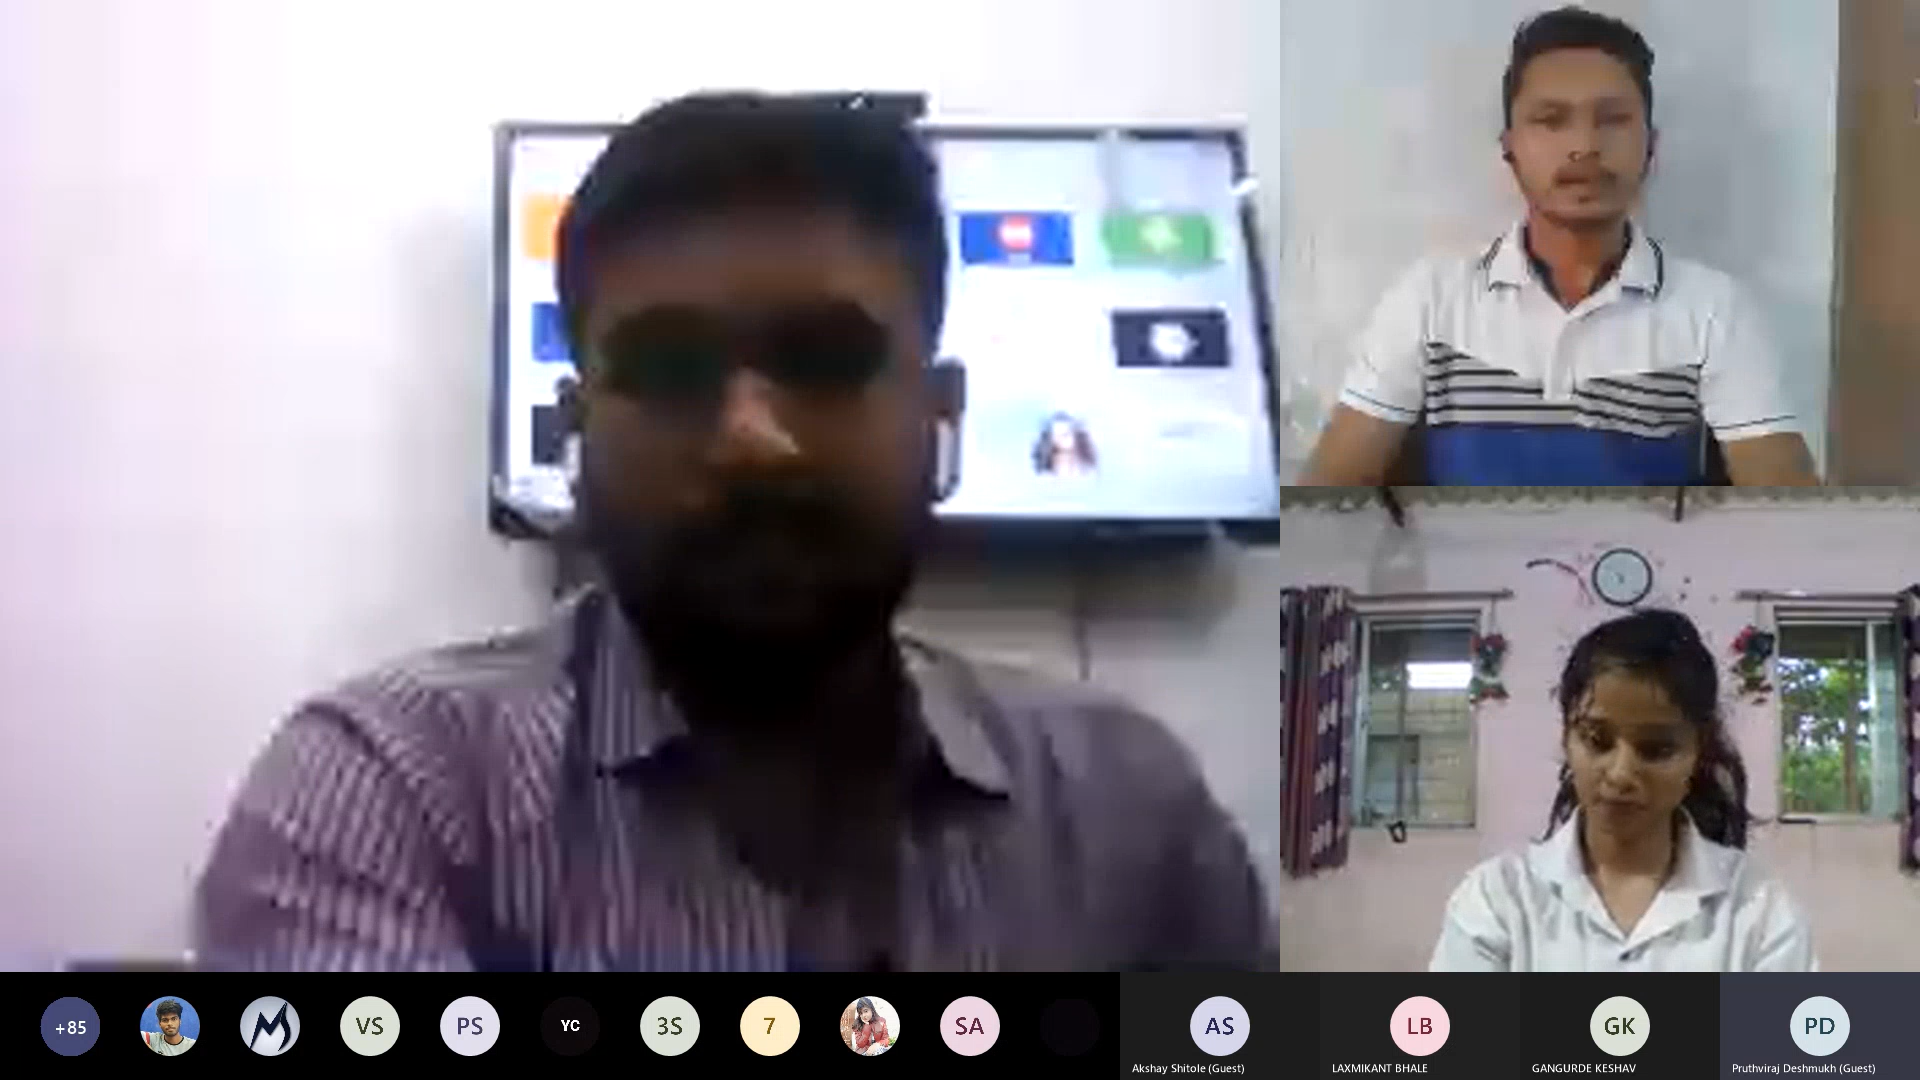 +85
VS
PS
YC
3S
7
SA
AS
LB
GK
PD
Akshay Shitole (Guest)
LAXMIKANT BHALE
GANGURDE KESHAV
Pruthviraj Deshmukh (Guest)